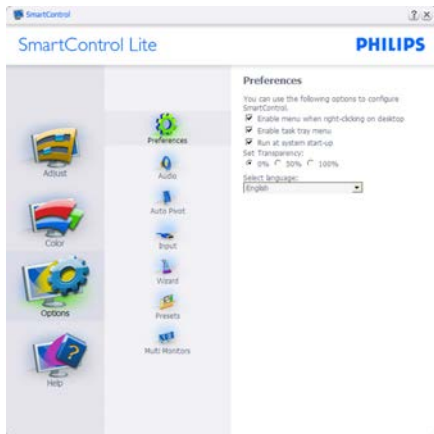 SmartControl
SmartControl Lite
PHILIPS
Adjust
Color
Options
Help
Preferences
Audio
Auto Pivot
Input
Wizard
Presets
Multi Monitors
Preferences
You can use the following options to configure
SmartControl.
Enable menu when right-clicking on desktop
Enable task tray menu
Run at system start-up
Set Transparency:
0% 50% 100%
Select language:
English